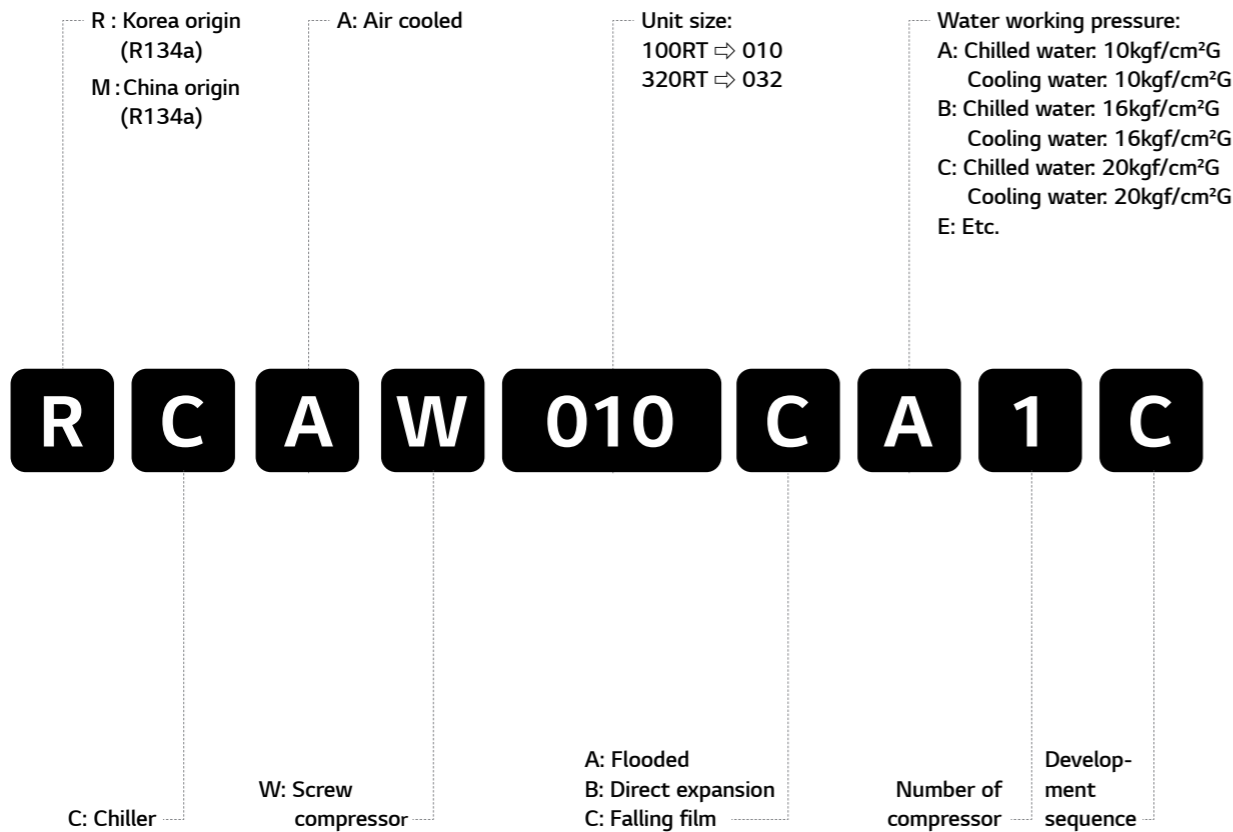 R : Korea origin
(R134a)
M : China origin
(R134a)
A: Air cooled
Unit size:
100RT ⇨ 010
320RT ⇨ 032
Water working pressure:
A: Chilled water: 10kgf/cm²G
Cooling water: 10kgf/cm²G
B: Chilled water: 16kgf/cm²G
Cooling water: 16kgf/cm²G
C: Chilled water: 20kgf/cm²G
Cooling water: 20kgf/cm²G
E: Etc.
R C A W 010 C A 1 C
C: Chiller
W: Screw
compressor
A: Flooded
B: Direct expansion
C: Falling film
Number of
compressor
Develop-
ment
sequence